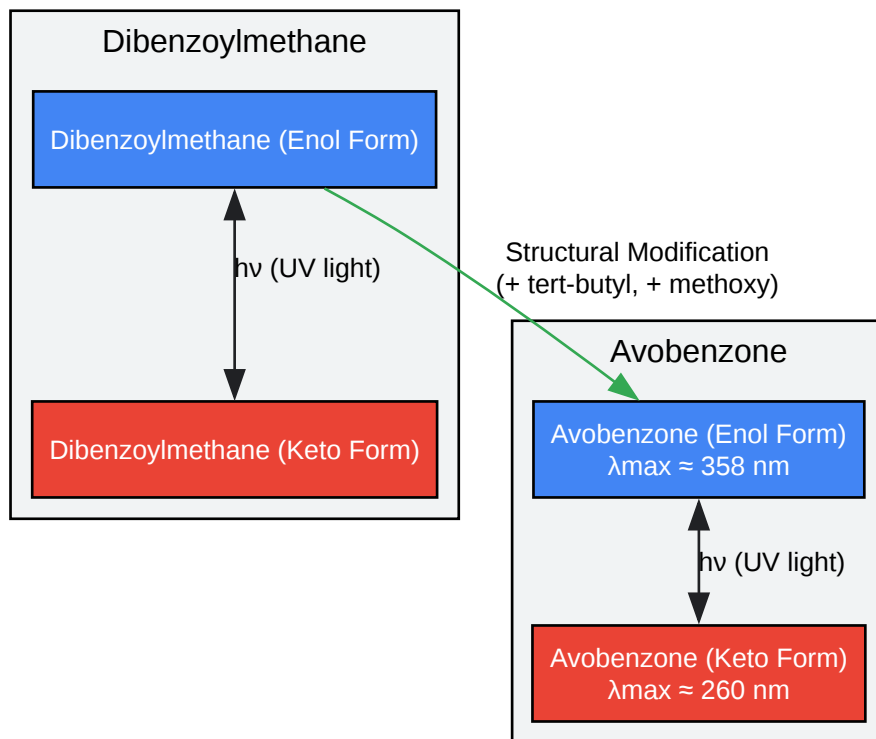 Dibenzoylmethane
Dibenzoylmethane (Enol Form)
hν (UV light)
Dibenzoylmethane (Keto Form)
Structural Modification
(+ tert-butyl, + methoxy)
Avobenzone
Avobenzone (Enol Form)
λmax ≈ 358 nm
hν (UV light)
Avobenzone (Keto Form)
λmax ≈ 260 nm